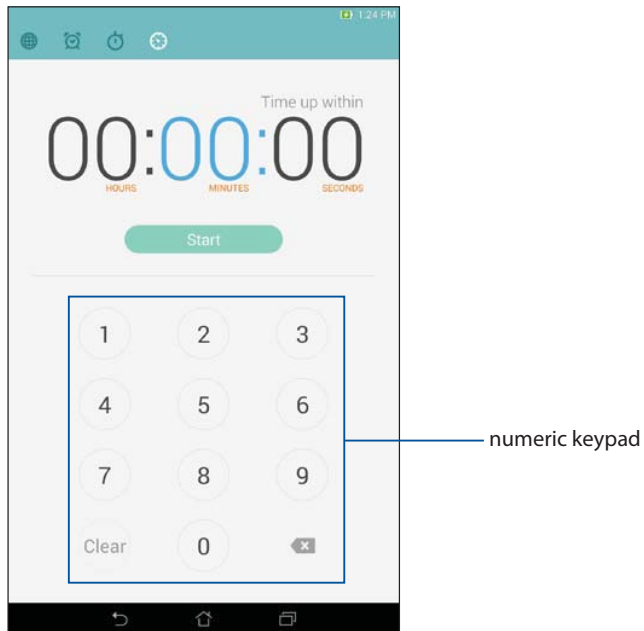 1:24 PM
Time up within
00:00:00
HOURS MINUTES SECONDS
Start
1 2 3
4 5 6
numeric keypad
7 8 9
Clear 0